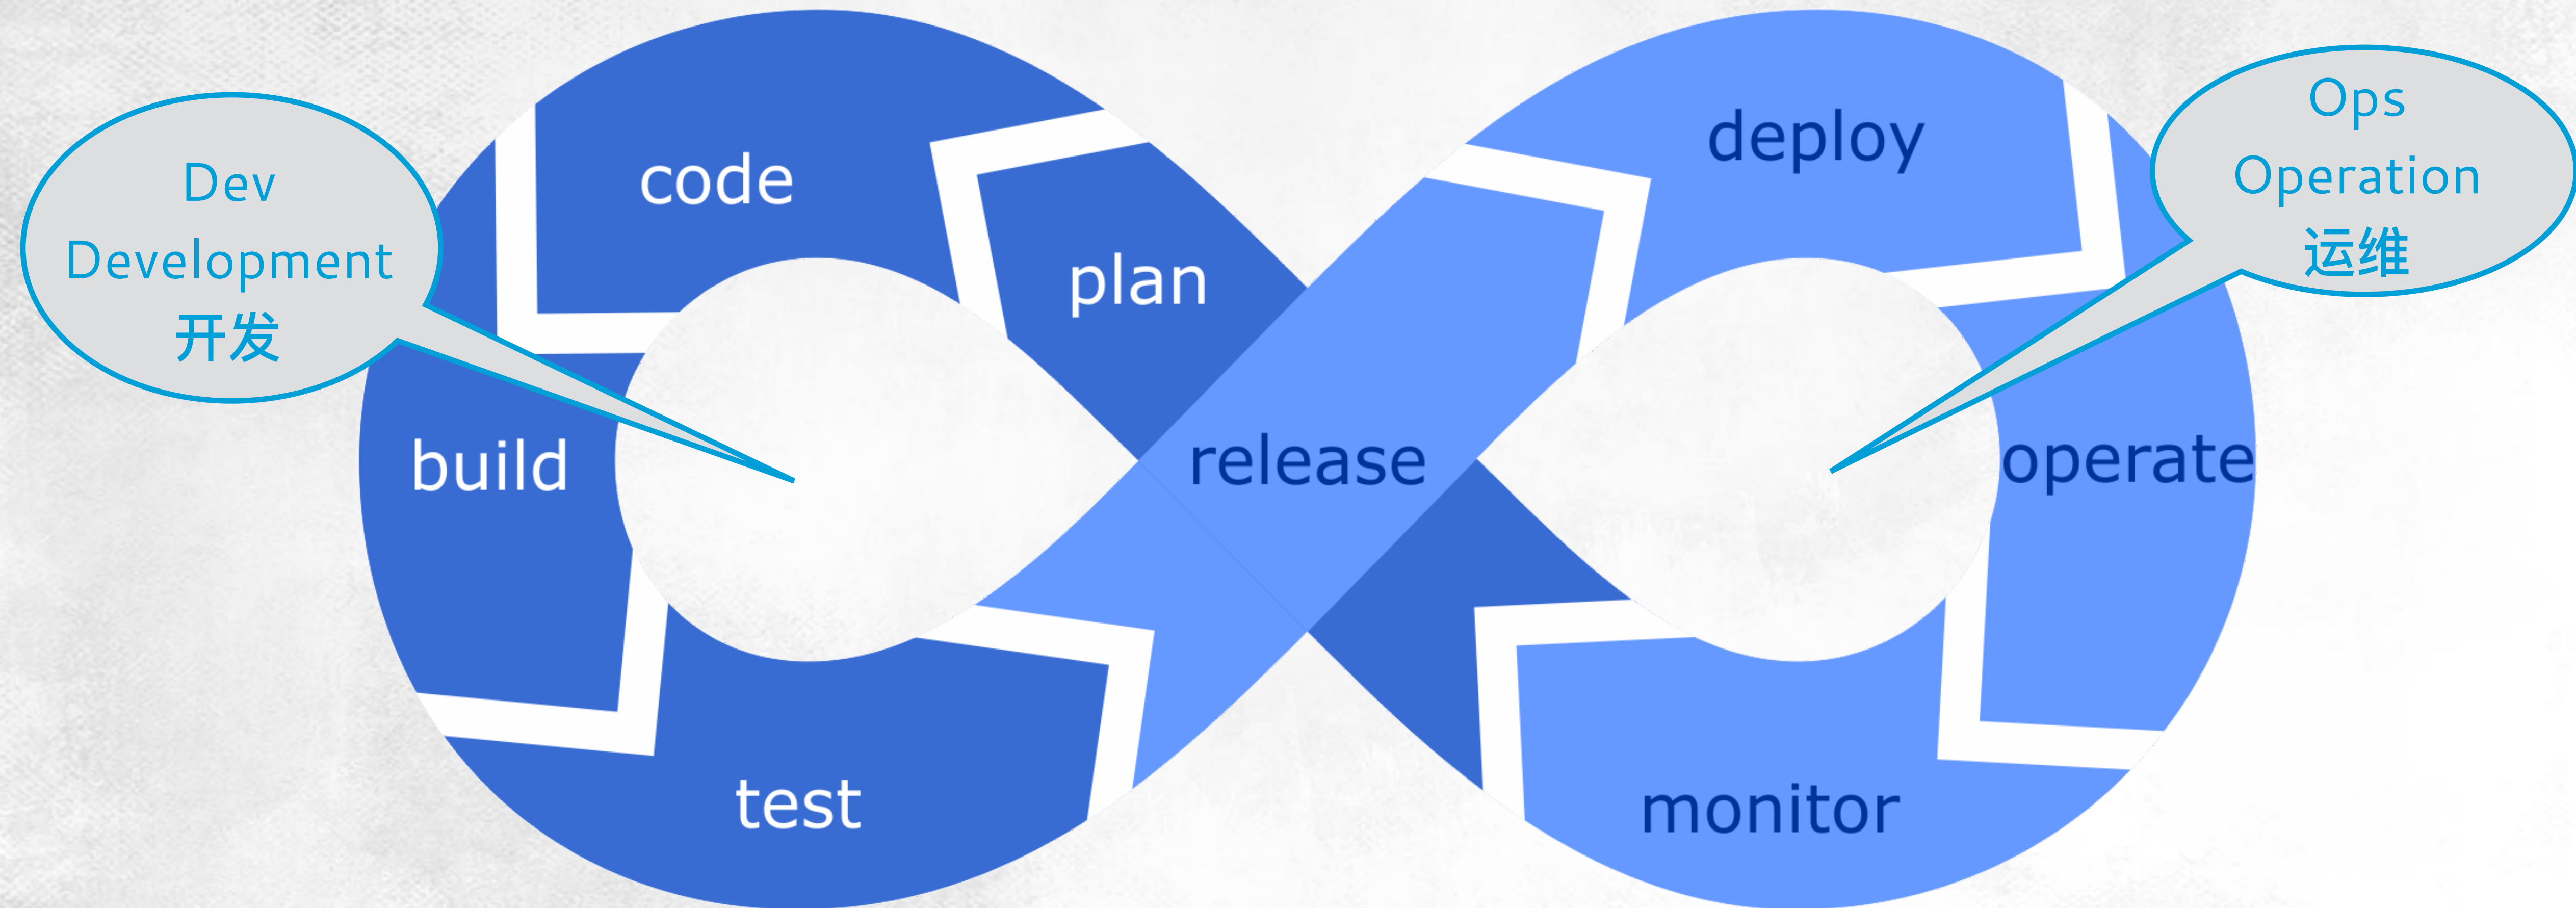 Dev
Development
开发
code
plan
build
test
release
deploy
operate
monitor
Ops
Operation
运维